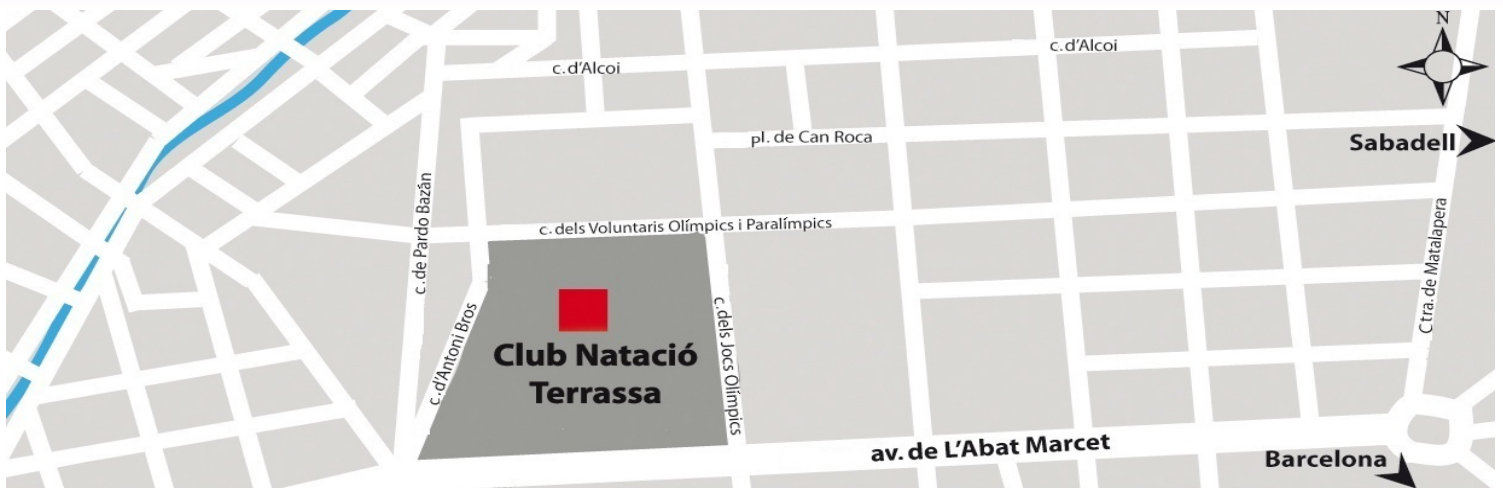 N
c. d'Alcoi
c. d'Alcoi
pl. de Can Roca
Sabadell
c. de Pardo Bazán
c. dels Voluntaris Olímpics i Paralímpics
Ctra. de Matalapera
c. d'Antoni Bros
c. dels Jocs Olímpics
Club Natació
Terrassa
av. de L'Abat Marcet
Barcelona